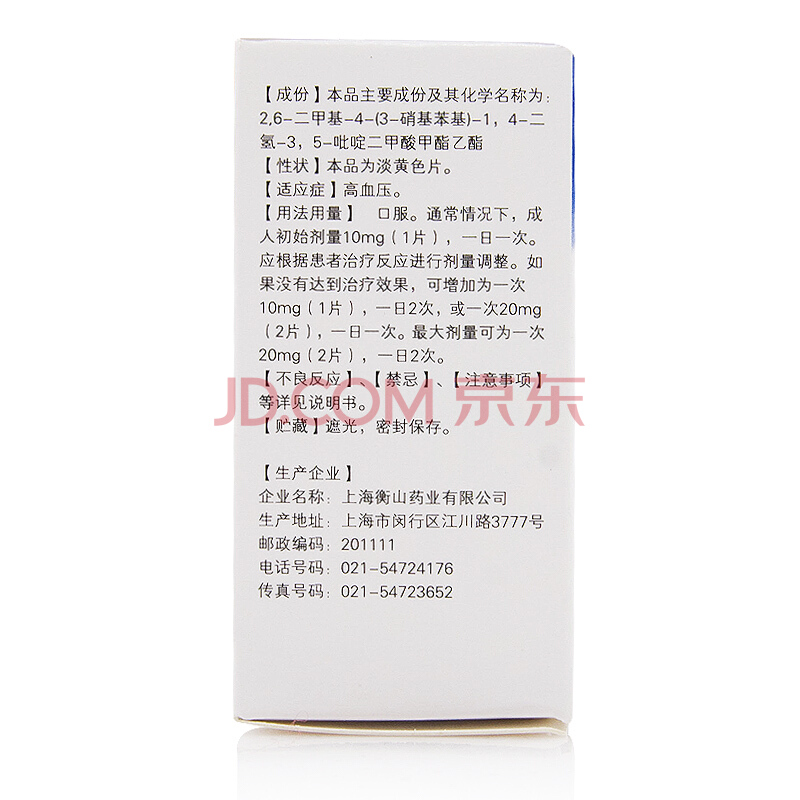 【成份】本品主要成份及其化学名称为:
2,6-二甲基-4-(3-硝基苯基)-1，4-二
氢-3，5-吡啶二甲酸甲酯乙酯
【性状】本品为淡黄色片。
【适应症】高血压。
【用法用量】 口服。通常情况下，成
人初始剂量10mg（1片），一日一次。
应根据患者治疗反应进行剂量调整。如
果没有达到治疗效果，可增加为一次
10mg（1片），一日2次，或一次20mg
（2片），一日一次。最大剂量可为一次
20mg（2片），一日2次。
【不良反应】、【禁忌】、【注意事项】
等详见说明书。
JD.COM 京东
【贮藏】遮光，密封保存。
【生产企业】
企业名称：上海衡山药业有限公司
生产地址：上海市闵行区江川路3777号
邮政编码：201111
电话号码：021-54724176
传真号码：021-54723652